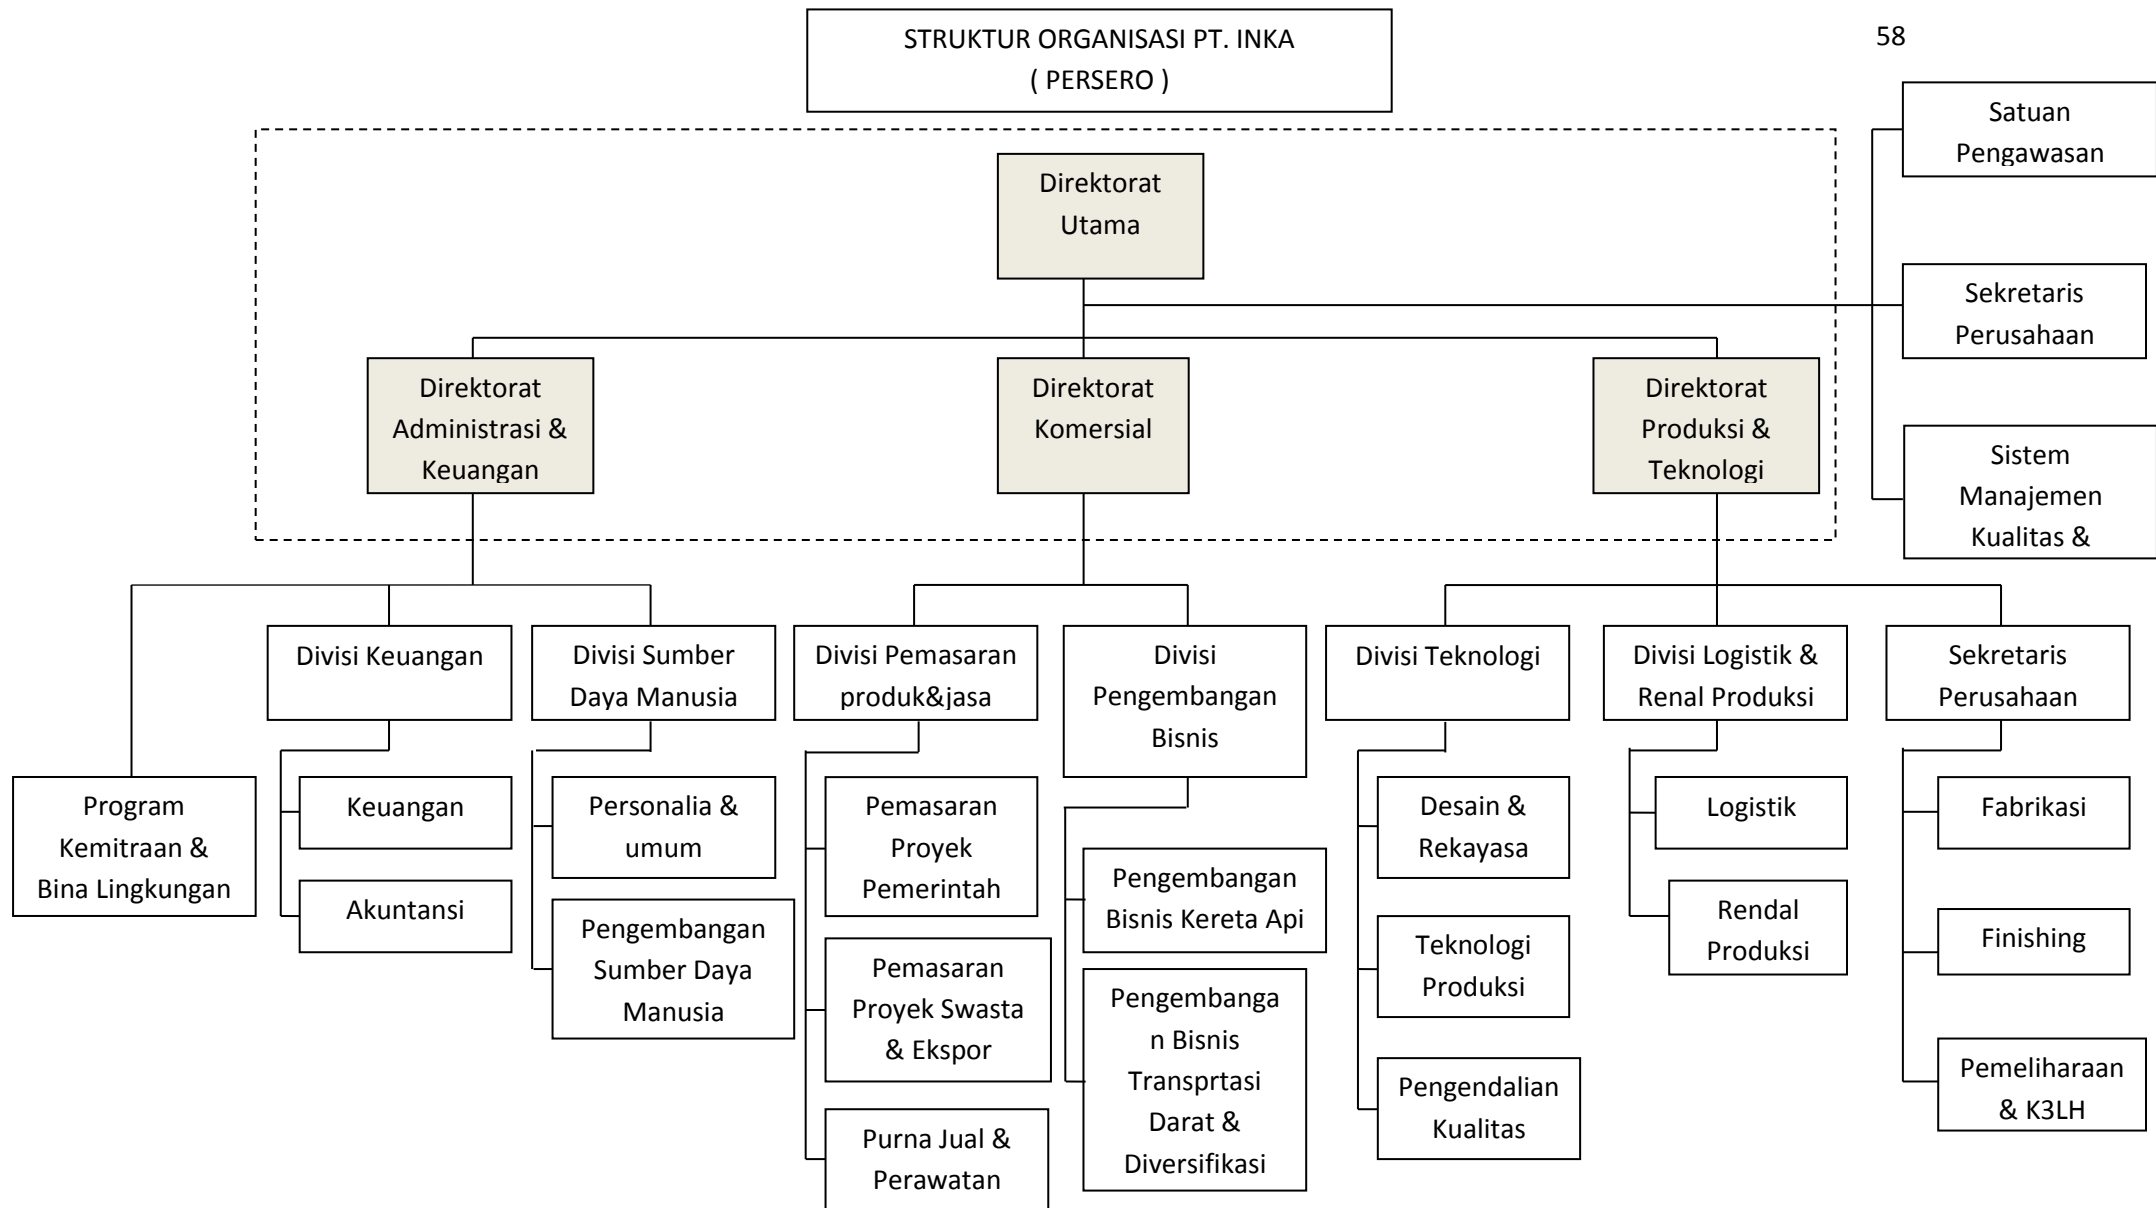 STRUKTUR ORGANISASI PT. INKA
( PERSERO )
58
Satuan
Pengawasan
Direktorat
Utama
Sekretaris
Perusahaan
Direktorat
Administrasi &
Keuangan
Direktorat
Komersial
Direktorat
Produksi &
Teknologi
Sistem
Manajemen
Kualitas &
Divisi Keuangan
Divisi Sumber
Daya Manusia
Divisi Pemasaran
produk&jasa
Divisi
Pengembangan
Bisnis
Divisi Teknologi
Divisi Logistik &
Renal Produksi
Sekretaris
Perusahaan
Program
Kemitraan &
Bina Lingkungan
Keuangan
Akuntansi
Personalia &
umum
Pengembangan
Sumber Daya
Manusia
Pemasaran
Proyek
Pemerintah
Pemasaran
Proyek Swasta
& Ekspor
Purna Jual &
Perawatan
Pengembangan
Bisnis Kereta Api
Pengembanga
n Bisnis
Transprtasi
Darat &
Diversifikasi
Desain &
Rekayasa
Teknologi
Produksi
Pengendalian
Kualitas
Logistik
Rendal
Produksi
Fabrikasi
Finishing
Pemeliharaan
& K3LH